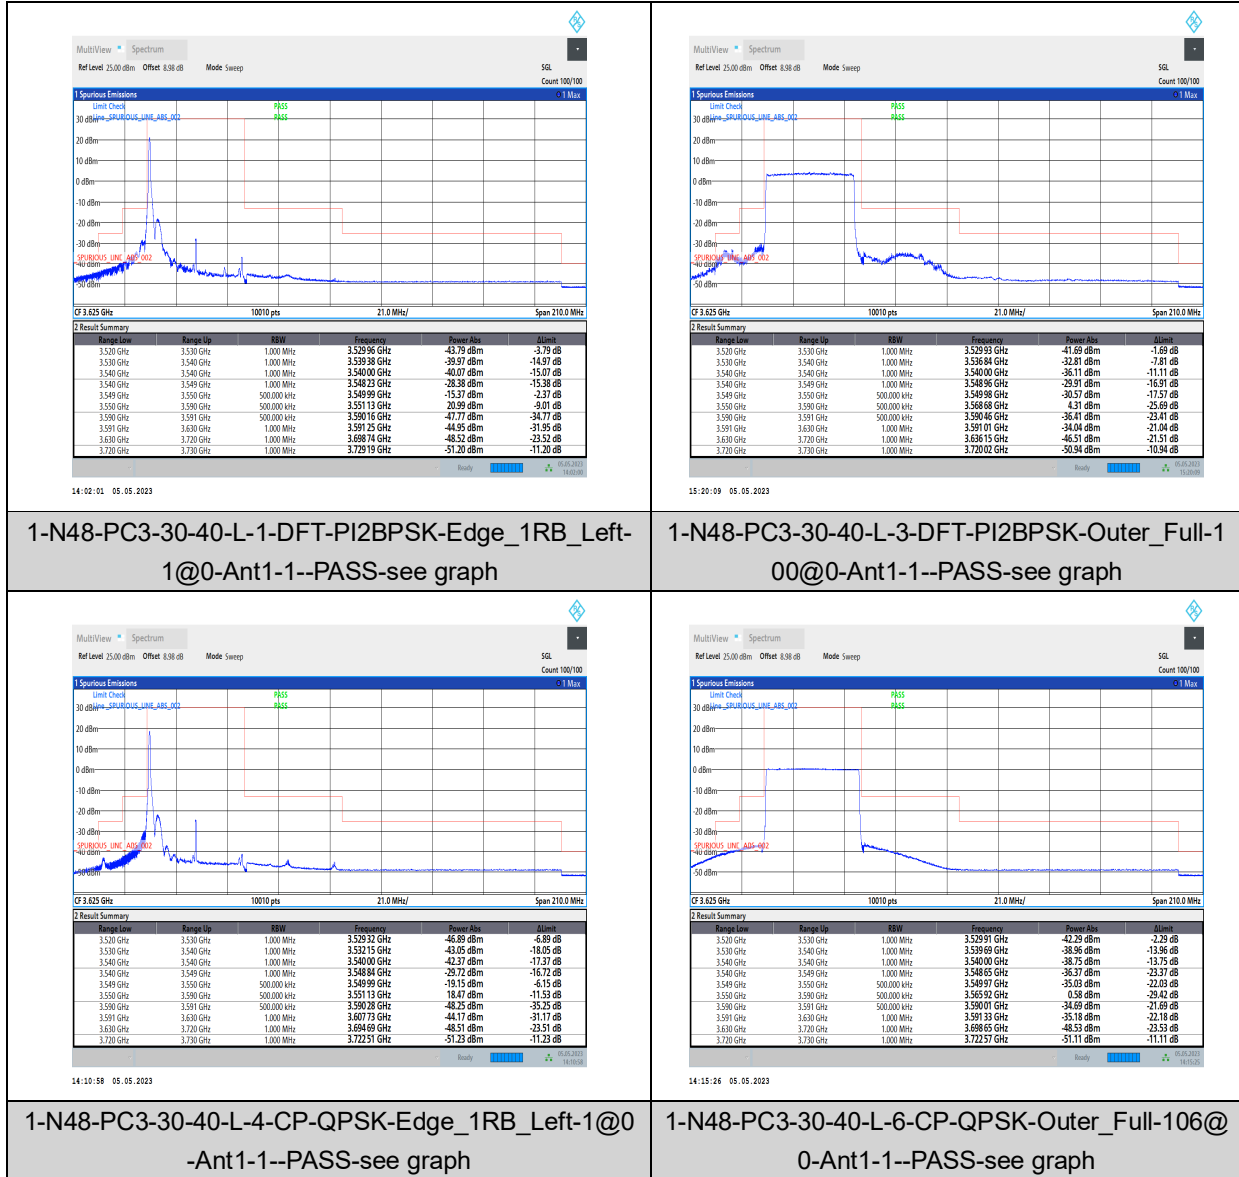 MultiView Spectrum
Ref Level 25.00 dBm Offset 8.98 dB Mode Sweep SGL
Count 100/100
1 Spurious Emissions 1 Max
Limit Check PASS
Line _SPURIOUS_LINE_ABS_002 PASS
30 dBm
20 dBm
10 dBm
0 dBm
-10 dBm
-20 dBm
-30 dBm
SPURIOUS_LINE_ABS_002
-40 dBm
-50 dBm
CF 3.625 GHz 10010 pts 21.0 MHz/ Span 210.0 MHz
2 Result Summary
Range Low Range Up RBW Frequency Power Abs ΔLimit
3.520 GHz 3.530 GHz 1.000 MHz 3.52996 GHz -43.79 dBm -3.79 dB
3.530 GHz 3.540 GHz 1.000 MHz 3.53938 GHz -39.97 dBm -14.97 dB
3.540 GHz 3.540 GHz 1.000 MHz 3.54000 GHz -40.07 dBm -15.07 dB
3.540 GHz 3.549 GHz 1.000 MHz 3.54823 GHz -28.38 dBm -15.38 dB
3.549 GHz 3.550 GHz 500.000 kHz 3.54999 GHz -15.37 dBm -2.37 dB
3.550 GHz 3.590 GHz 500.000 kHz 3.55113 GHz 20.99 dBm -9.01 dB
3.590 GHz 3.591 GHz 500.000 kHz 3.59016 GHz -47.77 dBm -34.77 dB
3.591 GHz 3.630 GHz 1.000 MHz 3.59125 GHz -44.95 dBm -31.95 dB
3.630 GHz 3.720 GHz 1.000 MHz 3.69874 GHz -48.52 dBm -23.52 dB
3.720 GHz 3.730 GHz 1.000 MHz 3.72919 GHz -51.20 dBm -11.20 dB
Ready 05.05.2023
14:02:00
14:02:01 05.05.2023
1-N48-PC3-30-40-L-1-DFT-PI2BPSK-Edge_1RB_Left-
1@0-Ant1-1--PASS-see graph
MultiView Spectrum
Ref Level 25.00 dBm Offset 8.98 dB Mode Sweep SGL
Count 100/100
1 Spurious Emissions 1 Max
Limit Check PASS
Line _SPURIOUS_LINE_ABS_002 PASS
30 dBm
20 dBm
10 dBm
0 dBm
-10 dBm
-20 dBm
-30 dBm
SPURIOUS_LINE_ABS_002
-40 dBm
-50 dBm
CF 3.625 GHz 10010 pts 21.0 MHz/ Span 210.0 MHz
2 Result Summary
Range Low Range Up RBW Frequency Power Abs ΔLimit
3.520 GHz 3.530 GHz 1.000 MHz 3.52993 GHz -41.69 dBm -1.69 dB
3.530 GHz 3.540 GHz 1.000 MHz 3.53684 GHz -32.81 dBm -7.81 dB
3.540 GHz 3.540 GHz 1.000 MHz 3.54000 GHz -36.11 dBm -11.11 dB
3.540 GHz 3.549 GHz 1.000 MHz 3.54896 GHz -29.91 dBm -16.91 dB
3.549 GHz 3.550 GHz 500.000 kHz 3.54998 GHz -30.57 dBm -17.57 dB
3.550 GHz 3.590 GHz 500.000 kHz 3.56868 GHz 4.31 dBm -25.69 dB
3.590 GHz 3.591 GHz 500.000 kHz 3.59046 GHz -36.41 dBm -23.41 dB
3.591 GHz 3.630 GHz 1.000 MHz 3.59101 GHz -34.04 dBm -21.04 dB
3.630 GHz 3.720 GHz 1.000 MHz 3.63615 GHz -46.51 dBm -21.51 dB
3.720 GHz 3.730 GHz 1.000 MHz 3.72002 GHz -50.94 dBm -10.94 dB
Ready 05.05.2023
15:20:09
15:20:09 05.05.2023
1-N48-PC3-30-40-L-3-DFT-PI2BPSK-Outer_Full-1
00@0-Ant1-1--PASS-see graph
MultiView Spectrum
Ref Level 25.00 dBm Offset 8.98 dB Mode Sweep SGL
Count 100/100
1 Spurious Emissions 1 Max
Limit Check PASS
Line _SPURIOUS_LINE_ABS_002 PASS
30 dBm
20 dBm
10 dBm
0 dBm
-10 dBm
-20 dBm
-30 dBm
SPURIOUS_LINE_ABS_002
-40 dBm
-50 dBm
CF 3.625 GHz 10010 pts 21.0 MHz/ Span 210.0 MHz
2 Result Summary
Range Low Range Up RBW Frequency Power Abs ΔLimit
3.520 GHz 3.530 GHz 1.000 MHz 3.52932 GHz -46.89 dBm -6.89 dB
3.530 GHz 3.540 GHz 1.000 MHz 3.53215 GHz -43.05 dBm -18.05 dB
3.540 GHz 3.540 GHz 1.000 MHz 3.54000 GHz -42.37 dBm -17.37 dB
3.540 GHz 3.549 GHz 1.000 MHz 3.54884 GHz -29.72 dBm -16.72 dB
3.549 GHz 3.550 GHz 500.000 kHz 3.54999 GHz -19.15 dBm -6.15 dB
3.550 GHz 3.590 GHz 500.000 kHz 3.55113 GHz 18.47 dBm -11.53 dB
3.590 GHz 3.591 GHz 500.000 kHz 3.59028 GHz -48.25 dBm -35.25 dB
3.591 GHz 3.630 GHz 1.000 MHz 3.60773 GHz -44.17 dBm -31.17 dB
3.630 GHz 3.720 GHz 1.000 MHz 3.69469 GHz -48.51 dBm -23.51 dB
3.720 GHz 3.730 GHz 1.000 MHz 3.72251 GHz -51.23 dBm -11.23 dB
Ready 05.05.2023
14:10:58
14:10:58 05.05.2023
1-N48-PC3-30-40-L-4-CP-QPSK-Edge_1RB_Left-1@0
-Ant1-1--PASS-see graph
MultiView Spectrum
Ref Level 25.00 dBm Offset 8.98 dB Mode Sweep SGL
Count 100/100
1 Spurious Emissions 1 Max
Limit Check PASS
Line _SPURIOUS_LINE_ABS_002 PASS
30 dBm
20 dBm
10 dBm
0 dBm
-10 dBm
-20 dBm
-30 dBm
SPURIOUS_LINE_ABS_002
-40 dBm
-50 dBm
CF 3.625 GHz 10010 pts 21.0 MHz/ Span 210.0 MHz
2 Result Summary
Range Low Range Up RBW Frequency Power Abs ΔLimit
3.520 GHz 3.530 GHz 1.000 MHz 3.52991 GHz -42.29 dBm -2.29 dB
3.530 GHz 3.540 GHz 1.000 MHz 3.53969 GHz -38.96 dBm -13.96 dB
3.540 GHz 3.540 GHz 1.000 MHz 3.54000 GHz -38.75 dBm -13.75 dB
3.540 GHz 3.549 GHz 1.000 MHz 3.54865 GHz -36.37 dBm -23.37 dB
3.549 GHz 3.550 GHz 500.000 kHz 3.54997 GHz -35.03 dBm -22.03 dB
3.550 GHz 3.590 GHz 500.000 kHz 3.56592 GHz 0.58 dBm -29.42 dB
3.590 GHz 3.591 GHz 500.000 kHz 3.59001 GHz -34.69 dBm -21.69 dB
3.591 GHz 3.630 GHz 1.000 MHz 3.59133 GHz -35.18 dBm -22.18 dB
3.630 GHz 3.720 GHz 1.000 MHz 3.69865 GHz -48.53 dBm -23.53 dB
3.720 GHz 3.730 GHz 1.000 MHz 3.72257 GHz -51.11 dBm -11.11 dB
Ready 05.05.2023
14:15:25
14:15:26 05.05.2023
1-N48-PC3-30-40-L-6-CP-QPSK-Outer_Full-106@
0-Ant1-1--PASS-see graph